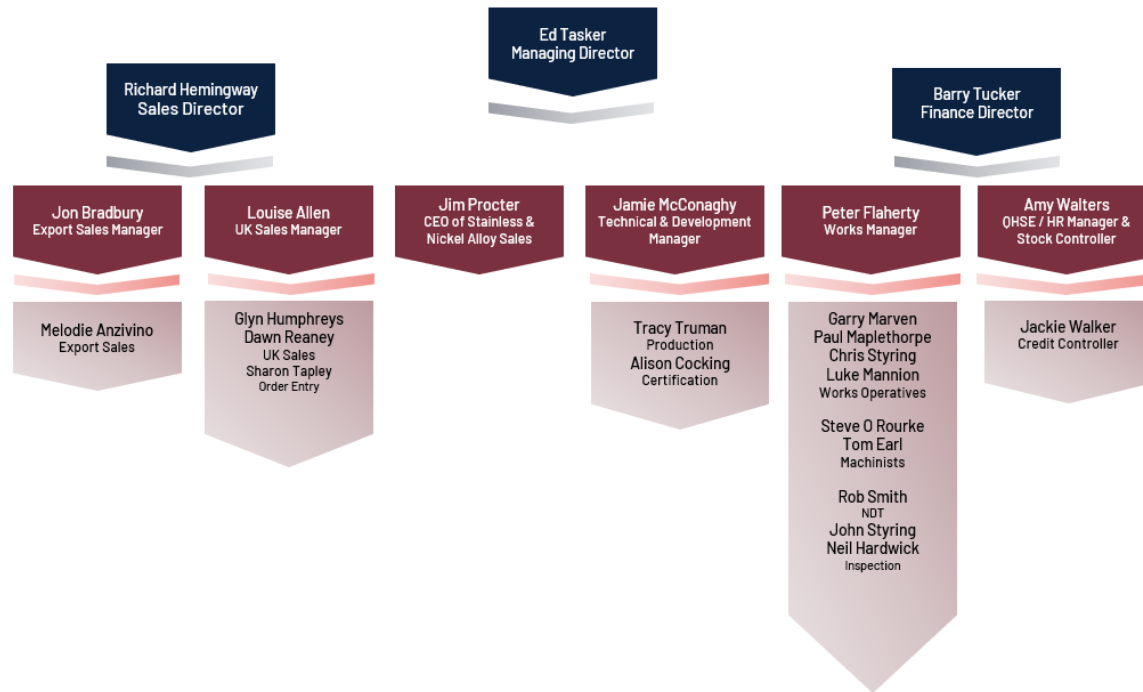 Ed Tasker
Managing Director
Richard Hemingway
Sales Director
Barry Tucker
Finance Director
Jon Bradbury
Export Sales Manager
Louise Allen
UK Sales Manager
Jim Procter
CEO of Stainless &
Nickel Alloy Sales
Jamie McConaghy
Technical & Development
Manager
Peter Flaherty
Works Manager
Amy Walters
QHSE / HR Manager &
Stock Controller
Melodie Anzivino
Export Sales
Glyn Humphreys
Dawn Reaney
UK Sales
Sharon Tapley
Order Entry
Tracy Truman
Production
Alison Cocking
Certification
Garry Marven
Paul Maplethorpe
Chris Styring
Luke Mannion
Works Operatives
Steve O Rourke
Tom Earl
Machinists
Rob Smith
NDT
John Styring
Neil Hardwick
Inspection
Jackie Walker
Credit Controller